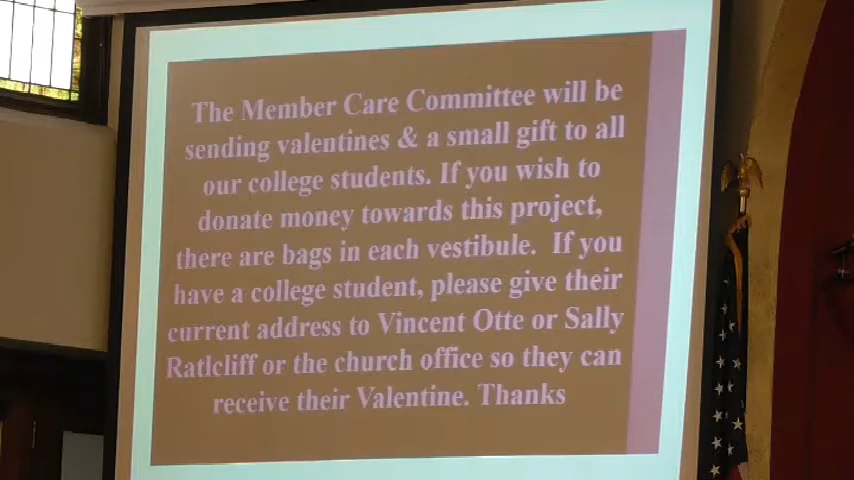 The Member Care Committee will be
sending valentines & a small gift to all
our college students. If you wish to
donate money towards this project,
there are bags in each vestibule. If you
have a college student, please give their
current address to Vincent Otte or Sally
Ratlcliff or the church office so they can
receive their Valentine. Thanks